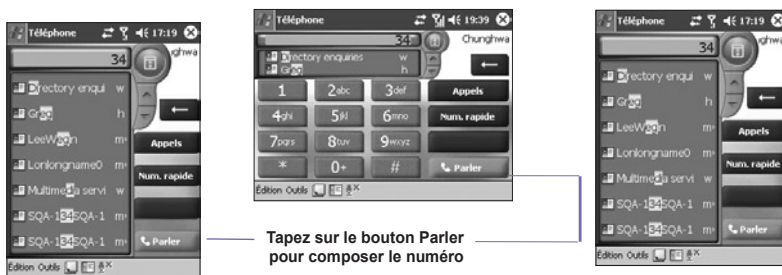 Téléphone 17:19
34
ghwa
Directory enqui w
Greg h
LeeWagn m
Lonlongname0 m
Multimedia servi w
SQA-134SQA-1 m
SQA-134SQA-1 m
Appels
Num. rapide
Parler
Édition Outils
Téléphone 19:39
34
Chunghwa
Directory enquiries w
Greg h
1 2abc 3def
4ghi 5jkl 6mno
7pqrs 8tuv 9wxyz
* 0+ #
Appels
Num. rapide
Parler
Édition Outils
Tapez sur le bouton Parler
pour composer le numéro
Téléphone 17:19
34
ghwa
Directory enqui w
Greg h
LeeWagn m
Lonlongname0 m
Multimedia servi w
SQA-134SQA-1 m
SQA-134SQA-1 m
Appels
Num. rapide
Parler
Édition Outils